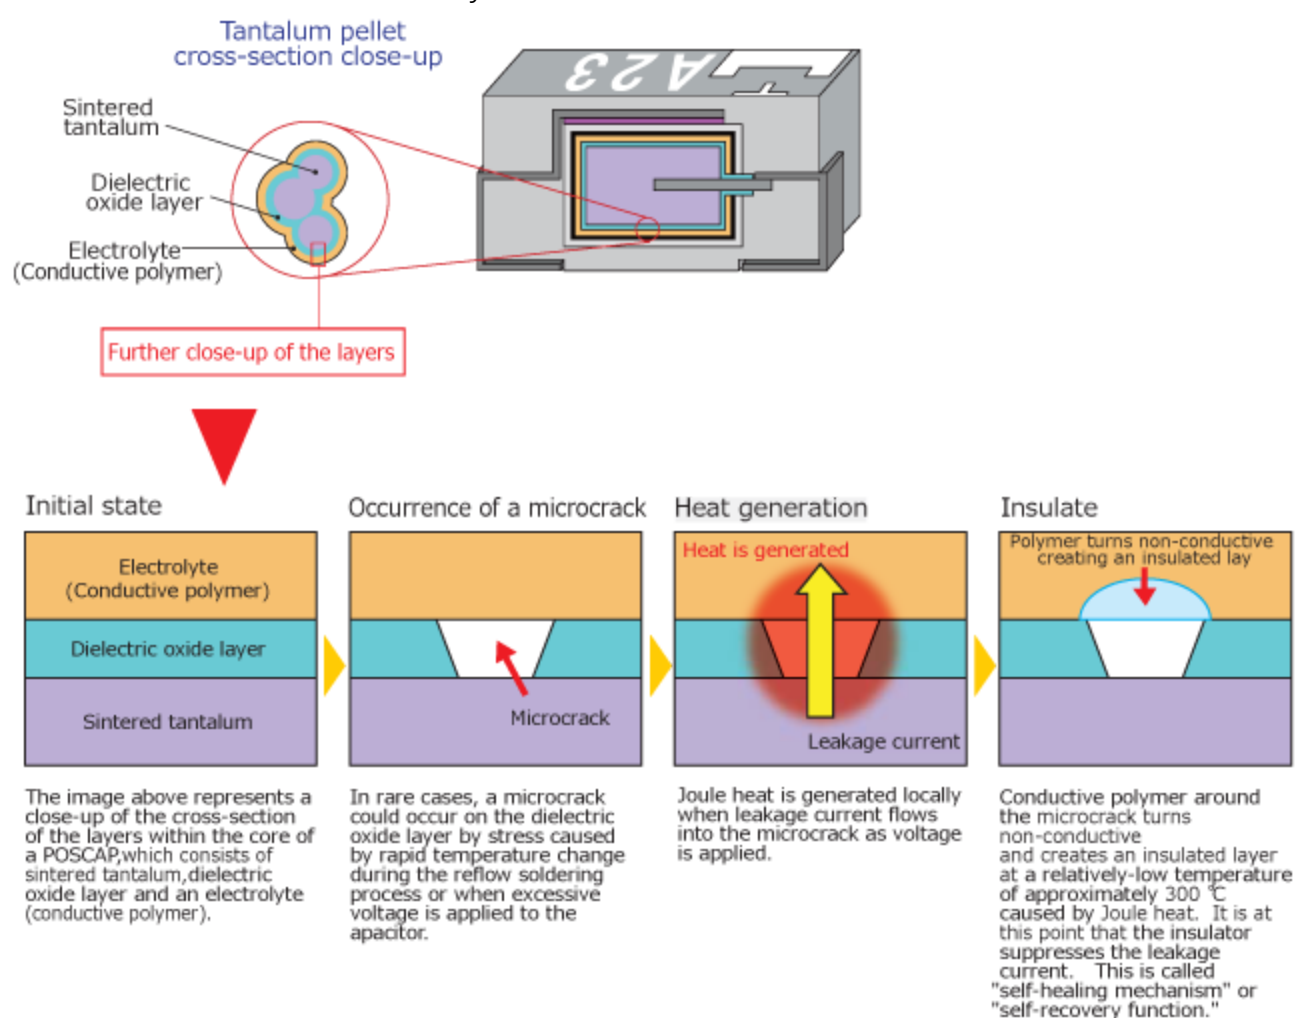 Tantalum pellet
cross-section close-up
A 23
Sintered
tantalum
Dielectric
oxide layer
Electrolyte
(Conductive polymer)
Further close-up of the layers
Initial state
Electrolyte
(Conductive polymer)
Dielectric oxide layer
Sintered tantalum
The image above represents a
close-up of the cross-section
of the layers within the core of
a POSCAP,which consists of
sintered tantalum,dielectric
oxide layer and an electrolyte
(conductive polymer).
Occurrence of a microcrack
Microcrack
In rare cases, a microcrack
could occur on the dielectric
oxide layer by stress caused
by rapid temperature change
during the reflow soldering
process or when excessive
voltage is applied to the
apacitor.
Heat generation
Heat is generated
Leakage current
Joule heat is generated locally
when leakage current flows
into the microcrack as voltage
is applied.
Insulate
Polymer turns non-conductive
creating an insulated lay
Conductive polymer around
the microcrack turns
non-conductive
and creates an insulated layer
at a relatively-low temperature
of approximately 300 ℃
caused by Joule heat. It is at
this point that the insulator
suppresses the leakage
current. This is called
"self-healing mechanism" or
"self-recovery function."